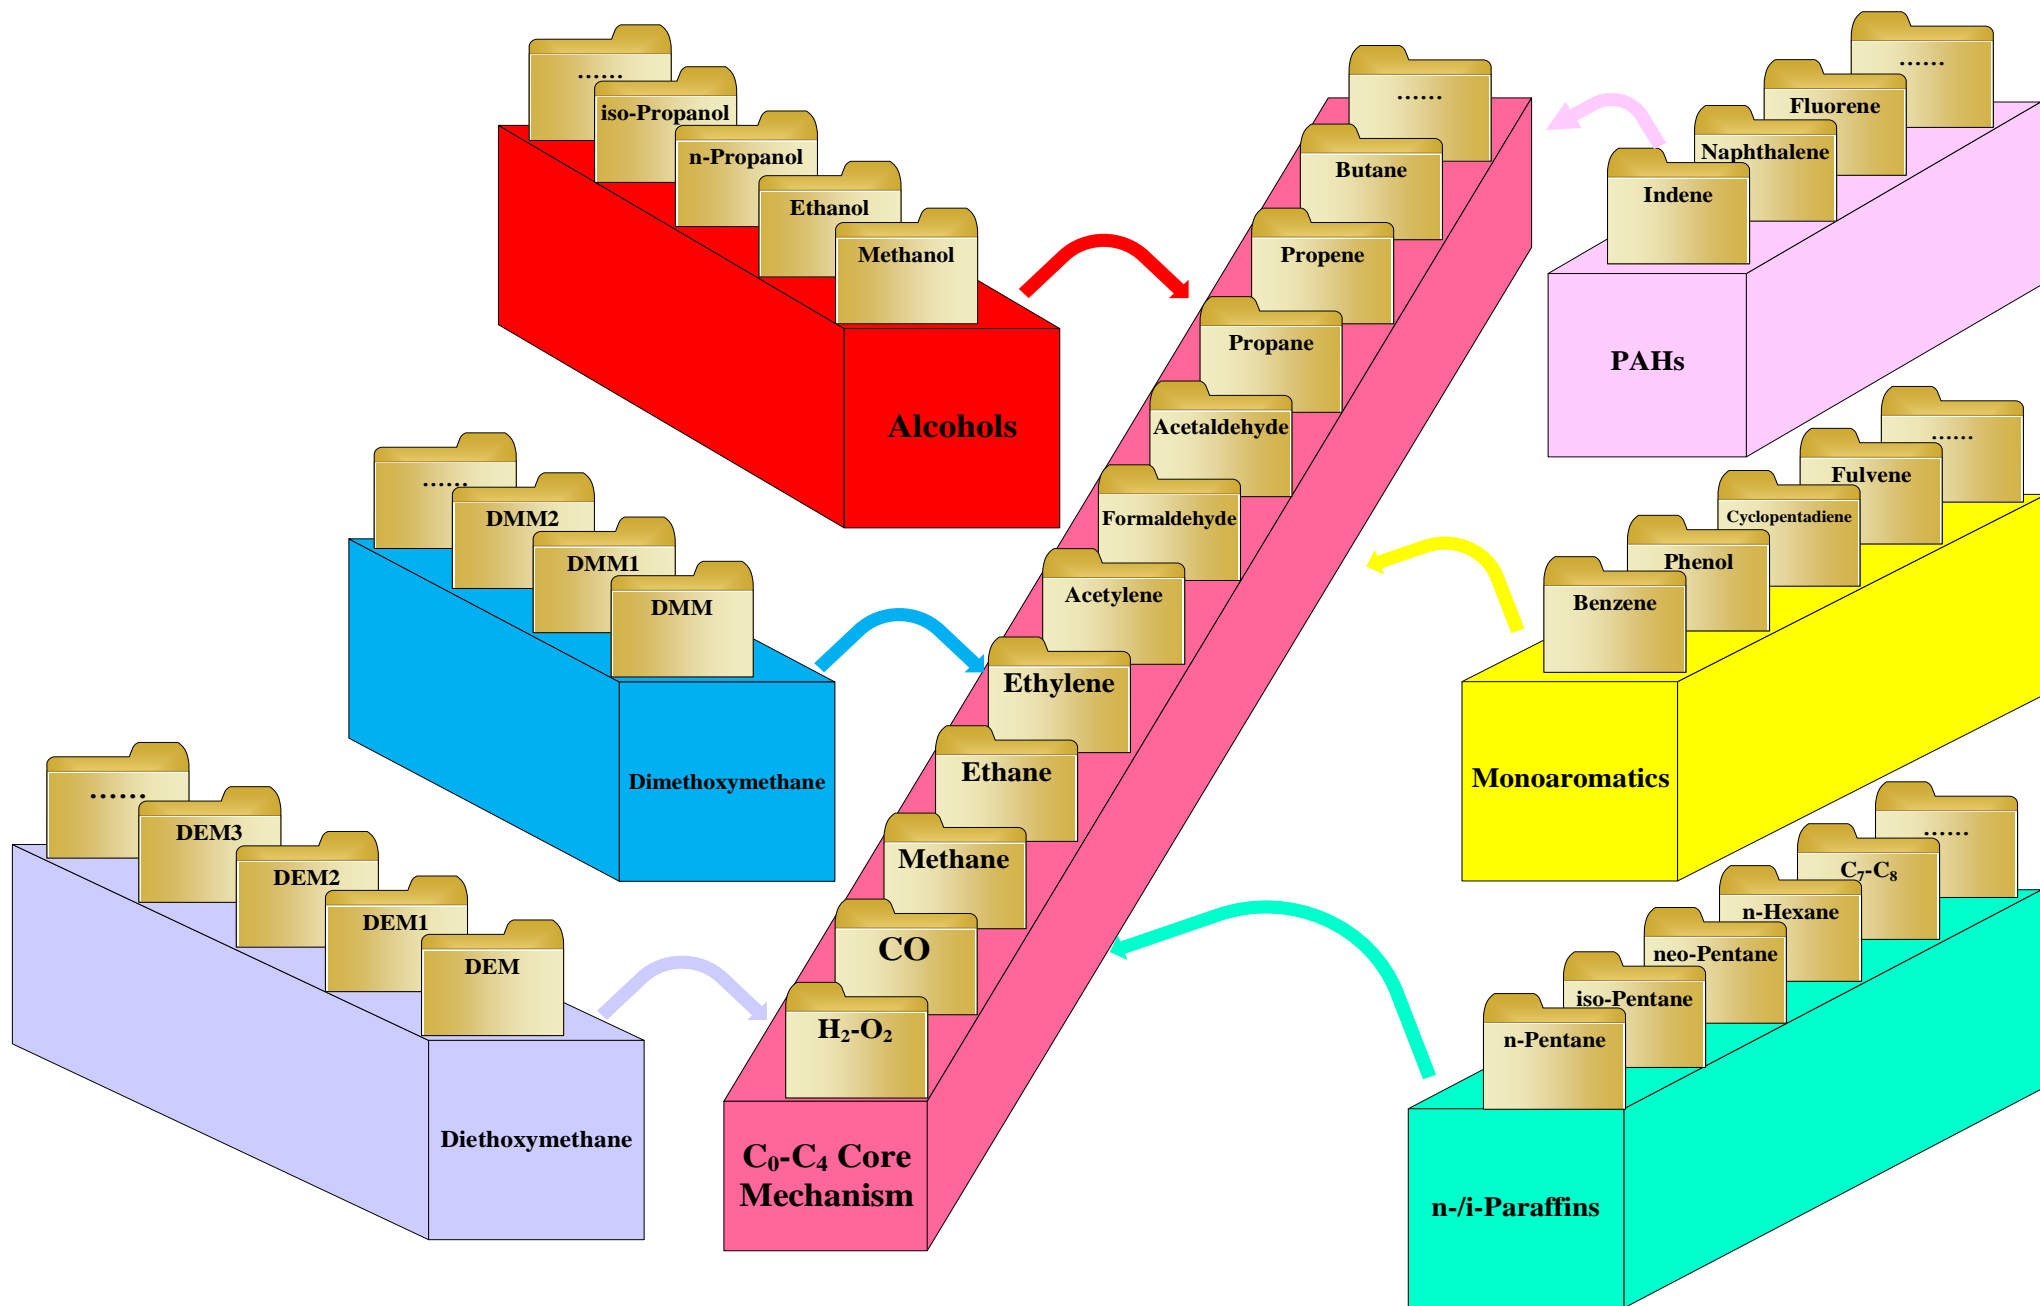 ......
iso-Propanol
n-Propanol
Ethanol
Methanol
Alcohols
......
DMM2
DMM1
DMM
Dimethoxymethane
......
DEM3
DEM2
DEM1
DEM
Diethoxymethane
......
Butane
Propene
Propane
Acetaldehyde
Formaldehyde
Acetylene
Ethylene
Ethane
Methane
CO
H₂-O₂
C₀-C₄ Core
Mechanism
......
Fluorene
Naphthalene
Indene
PAHs
......
Fulvene
Cyclopentadiene
Phenol
Benzene
Monoaromatics
......
C₇-C₈
n-Hexane
neo-Pentane
iso-Pentane
n-Pentane
n-/i-Paraffins